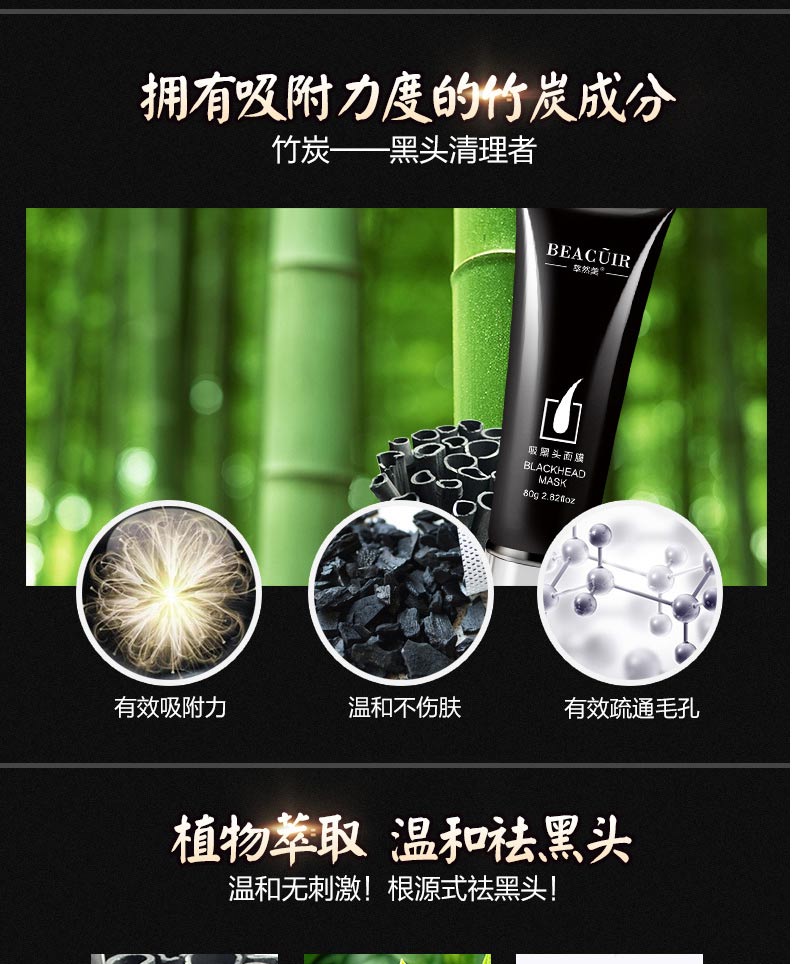 拥有吸附力度的竹炭成分
竹炭——黑头清理者
BEACŪIR
吸黑头面膜
BLACKHEAD
MASK
80g 2.82floz
有效吸附力
温和不伤肤
有效疏通毛孔
植物萃取 温和祛黑头
温和无刺激！根源式祛黑头！